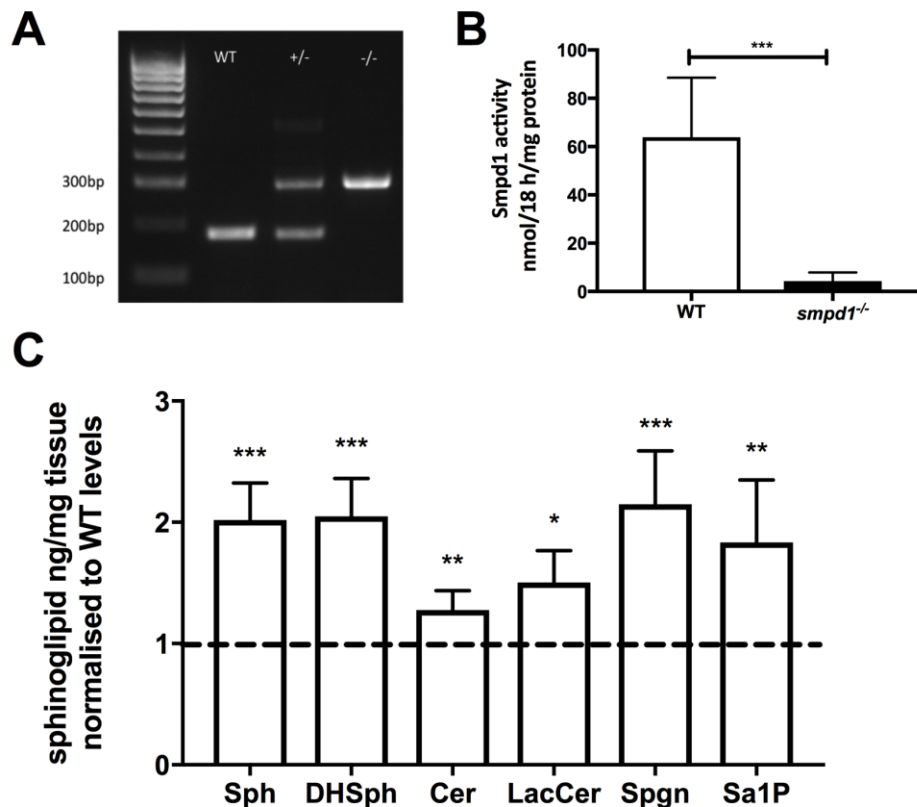 A
WT +/- -/-
300bp
200bp
100bp
B
***
Smpd1 activity
nmol/18 h/mg protein
100
80
60
40
20
0
WT smpd1-/-
C
sphinoglipid ng/mg tissue
normalised to WT levels
3
2
1
0
*** *** ** * *** **
Sph DHSph Cer LacCer Spgn Sa1P